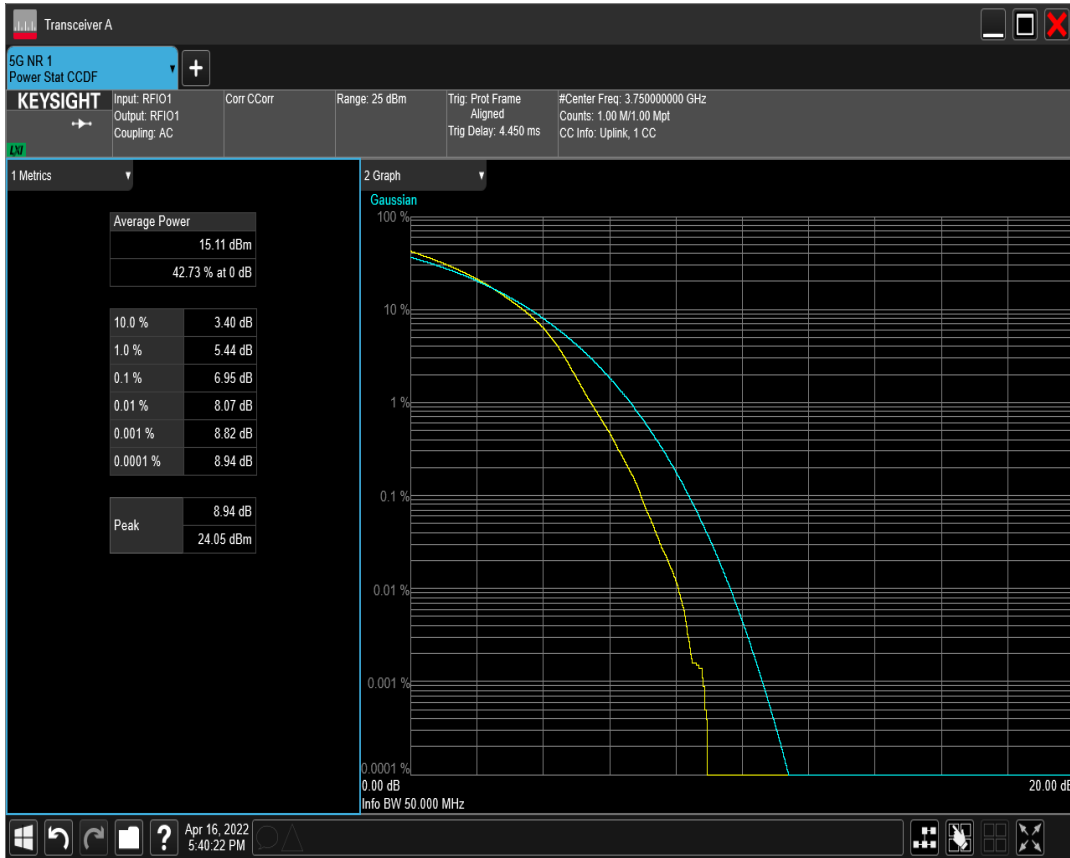 Transceiver A
5G NR 1
Power Stat CCDF
KEYSIGHT
LXI
Input: RFIO1
Output: RFIO1
Coupling: AC
Corr CCorr
Range: 25 dBm
Trig: Prot Frame
Aligned
Trig Delay: 4.450 ms
#Center Freq: 3.750000000 GHz
Counts: 1.00 M/1.00 Mpt
CC Info: Uplink, 1 CC
1 Metrics
Average Power
15.11 dBm
42.73 % at 0 dB
10.0 % 3.40 dB
1.0 % 5.44 dB
0.1 % 6.95 dB
0.01 % 8.07 dB
0.001 % 8.82 dB
0.0001 % 8.94 dB
Peak
8.94 dB
24.05 dBm
2 Graph
Gaussian
100 %
10 %
1 %
0.1 %
0.01 %
0.001 %
0.0001 %
0.00 dB 20.00 dB
Info BW 50.000 MHz
? Apr 16, 2022
5:40:22 PM